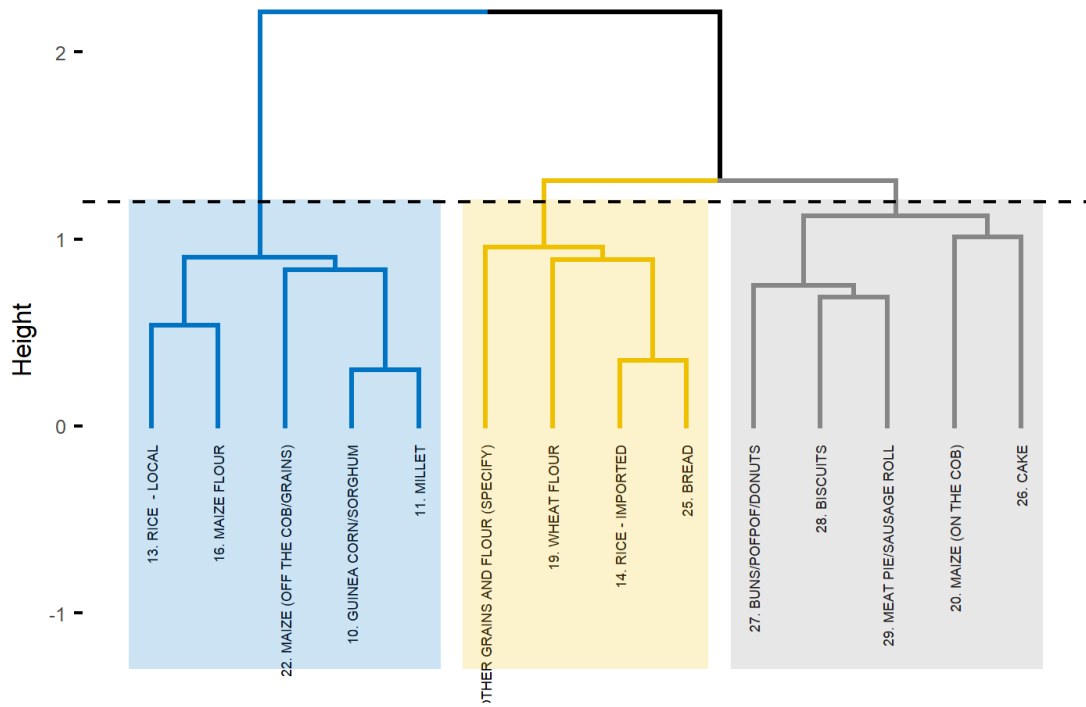 2
1
0
-1
Height
13. RICE - LOCAL
16. MAIZE FLOUR
22. MAIZE (OFF THE COB/GRAINS)
10. GUINEA CORN/SORGHUM
11. MILLET
OTHER GRAINS AND FLOUR (SPECIFY)
19. WHEAT FLOUR
14. RICE - IMPORTED
25. BREAD
27. BUNS/POFPOF/DONUTS
28. BISCUITS
29. MEAT PIE/SAUSAGE ROLL
20. MAIZE (ON THE COB)
26. CAKE